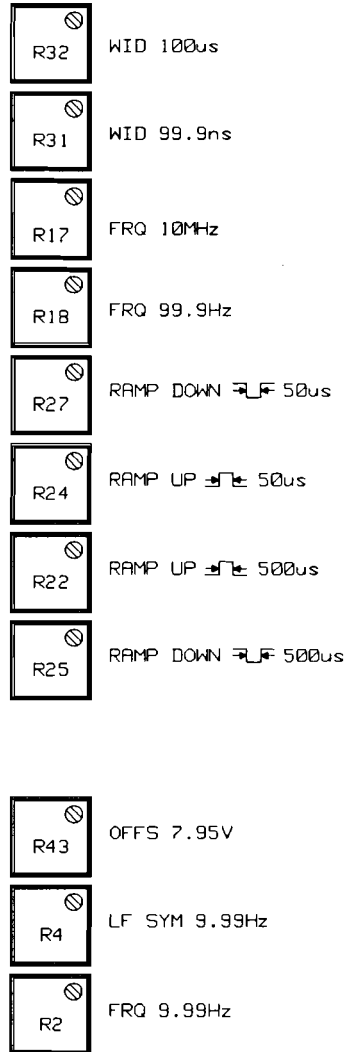 R32 WID 100us
R31 WID 99.9ns
R17 FRQ 10MHz
R18 FRQ 99.9Hz
R27 RAMP DOWN 50us
R24 RAMP UP 50us
R22 RAMP UP 500us
R25 RAMP DOWN 500us
R43 OFFS 7.95V
R4 LF SYM 9.99Hz
R2 FRQ 9.99Hz